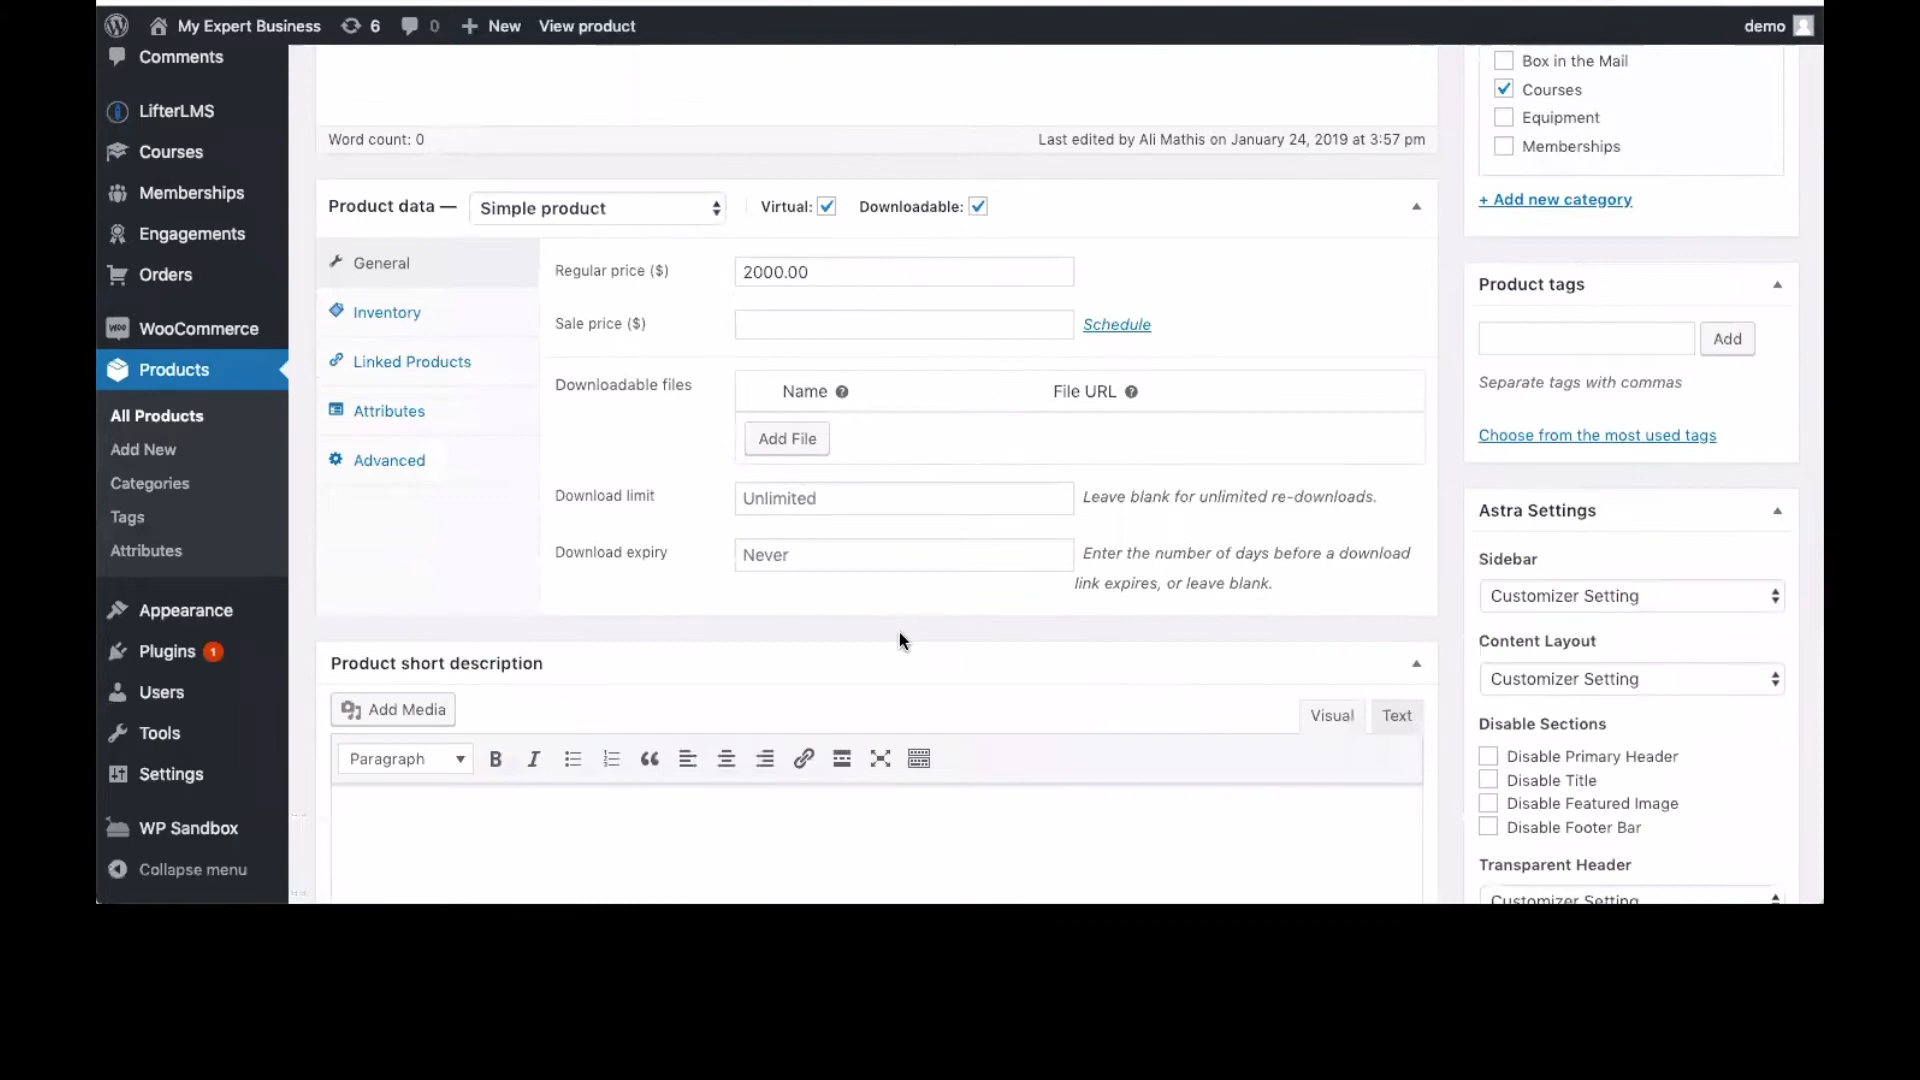 My Expert Business 6 0 New View product demo
Comments
LifterLMS
Courses
Memberships
Engagements
Orders
WooCommerce
Products
All Products
Add New
Categories
Tags
Attributes
Appearance
Plugins 1
Users
Tools
Settings
WP Sandbox
Collapse menu
Word count: 0 Last edited by Ali Mathis on January 24, 2019 at 3:57 pm
Product data — Simple product Virtual: Downloadable:
General
Inventory
Linked Products
Attributes
Advanced
Regular price ($) 2000.00
Sale price ($) Schedule
Downloadable files Name File URL
Add File
Download limit Unlimited Leave blank for unlimited re-downloads.
Download expiry Never Enter the number of days before a download
link expires, or leave blank.
Product short description
Add Media Visual Text
Paragraph
Box in the Mail
Courses
Equipment
Memberships
+ Add new category
Product tags
Add
Separate tags with commas
Choose from the most used tags
Astra Settings
Sidebar
Customizer Setting
Content Layout
Customizer Setting
Disable Sections
Disable Primary Header
Disable Title
Disable Featured Image
Disable Footer Bar
Transparent Header
Customizer Setting